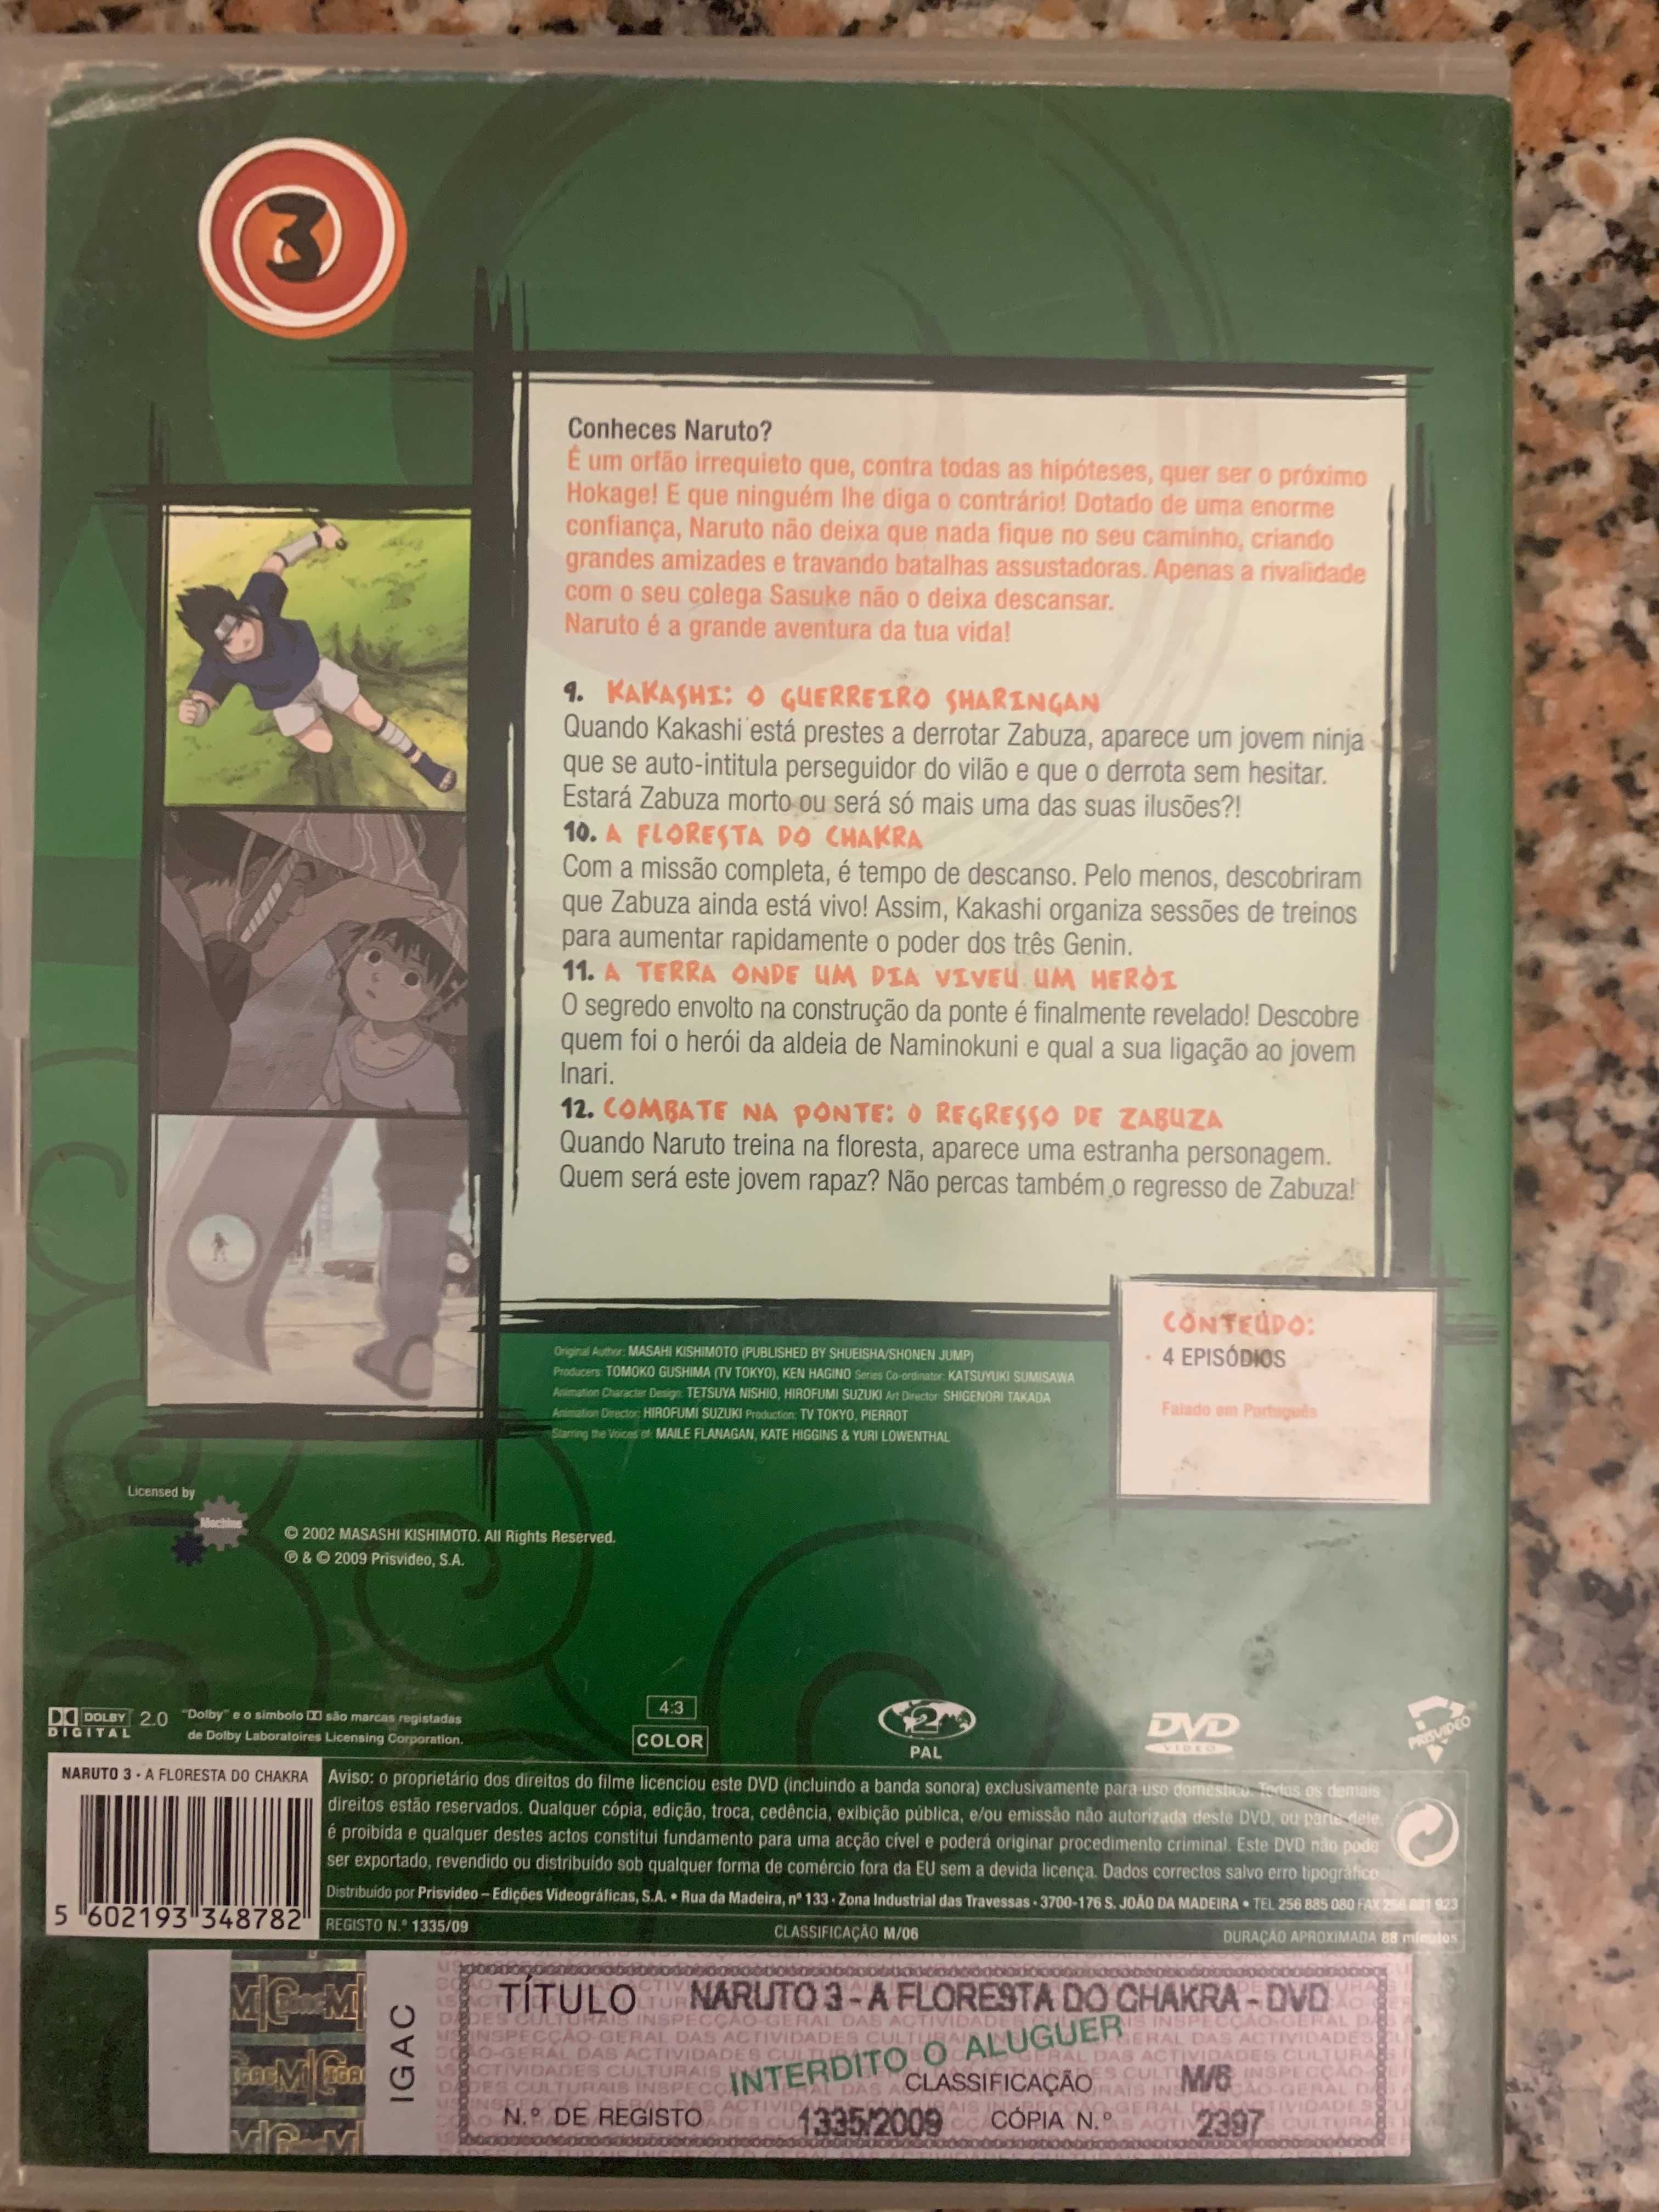 3
Conheces Naruto?
É um orfão irrequieto que, contra todas as hipóteses, quer ser o próximo
Hokage! E que ninguém lhe diga o contrário! Dotado de uma enorme
confiança, Naruto não deixa que nada fique no seu caminho, criando
grandes amizades e travando batalhas assustadoras. Apenas a rivalidade
com o seu colega Sasuke não o deixa descansar.
Naruto é a grande aventura da tua vida!
9. KAKASHI: O GUERREIRO SHARINGAN
Quando Kakashi está prestes a derrotar Zabuza, aparece um jovem ninja
que se auto-intitula perseguidor do vilão e que o derrota sem hesitar.
Estará Zabuza morto ou será só mais uma das suas ilusões?!
10. A FLORESTA DO CHAKRA
Com a missão completa, é tempo de descanso. Pelo menos, descobriram
que Zabuza ainda está vivo! Assim, Kakashi organiza sessões de treinos
para aumentar rapidamente o poder dos três Genin.
11. A TERRA ONDE UM DIA VIVEU UM HERÓI
O segredo envolto na construção da ponte é finalmente revelado! Descobre
quem foi o herói da aldeia de Naminokuni e qual a sua ligação ao jovem
Inari.
12. COMBATE NA PONTE: O REGRESSO DE ZABUZA
Quando Naruto treina na floresta, aparece uma estranha personagem.
Quem será este jovem rapaz? Não percas também o regresso de Zabuza!
CONTEÚDO:
• 4 EPISÓDIOS
Falado em Português
Original Author: MASAHI KISHIMOTO (PUBLISHED BY SHUEISHA/SHONEN JUMP)
Producers: TOMOKO GUSHIMA (TV TOKYO), KEN HAGINO Series Co-ordinator: KATSUYUKI SUMISAWA
Animation Character Design: TETSUYA NISHIO, HIROFUMI SUZUKI Art Director: SHIGENORI TAKADA
Animation Director: HIROFUMI SUZUKI Production: TV TOKYO, PIERROT
Starring the Voices of: MAILE FLANAGAN, KATE HIGGINS & YURI LOWENTHAL
Licensed by
Machine
© 2002 MASASHI KISHIMOTO. All Rights Reserved.
℗ & © 2009 Prisvideo, S.A.
DOLBY DIGITAL 2.0
"Dolby" e o simbolo DD são marcas registadas
de Dolby Laboratoires Licensing Corporation.
4:3
COLOR
2
PAL
DVD
VIDEO
PRISVIDEO
NARUTO 3 - A FLORESTA DO CHAKRA
5 602193 348782
Aviso: o proprietário dos direitos do filme licenciou este DVD (incluindo a banda sonora) exclusivamente para uso doméstico. Todos os demais
direitos estão reservados. Qualquer cópia, edição, troca, cedência, exibição pública, e/ou emissão não autorizada deste DVD, ou parte dele,
é proibida e qualquer destes actos constitui fundamento para uma acção cível e poderá originar procedimento criminal. Este DVD não pode
ser exportado, revendido ou distribuído sob qualquer forma de comércio fora da EU sem a devida licença. Dados correctos salvo erro tipográfico
Distribuído por Prisvideo – Edições Videográficas, S.A. • Rua da Madeira, nº 133 - Zona Industrial das Travessas - 3700-176 S. JOÃO DA MADEIRA • TEL 256 885 080 FAX
REGISTO N.º 1335/09
CLASSIFICAÇÃO M/06
DURAÇÃO APROXIMADA 88 minutos
IGAC
TÍTULO NARUTO 3 - A FLORESTA DO CHAKRA - DVD
INTERDITO O ALUGUER
CLASSIFICAÇÃO M/6
N.º DE REGISTO 1335/2009 CÓPIA N.º 2397